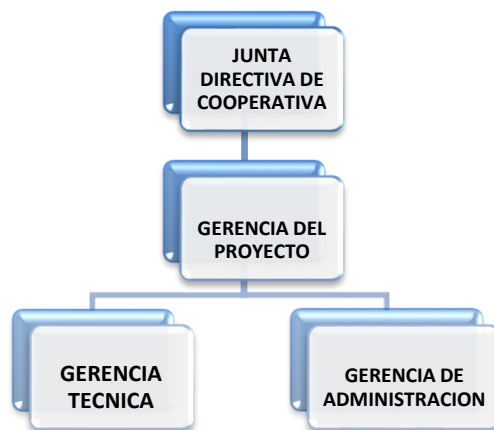 JUNTA
DIRECTIVA DE
COOPERATIVA
GERENCIA DEL
PROYECTO
GERENCIA
TECNICA
GERENCIA DE
ADMINISTRACION